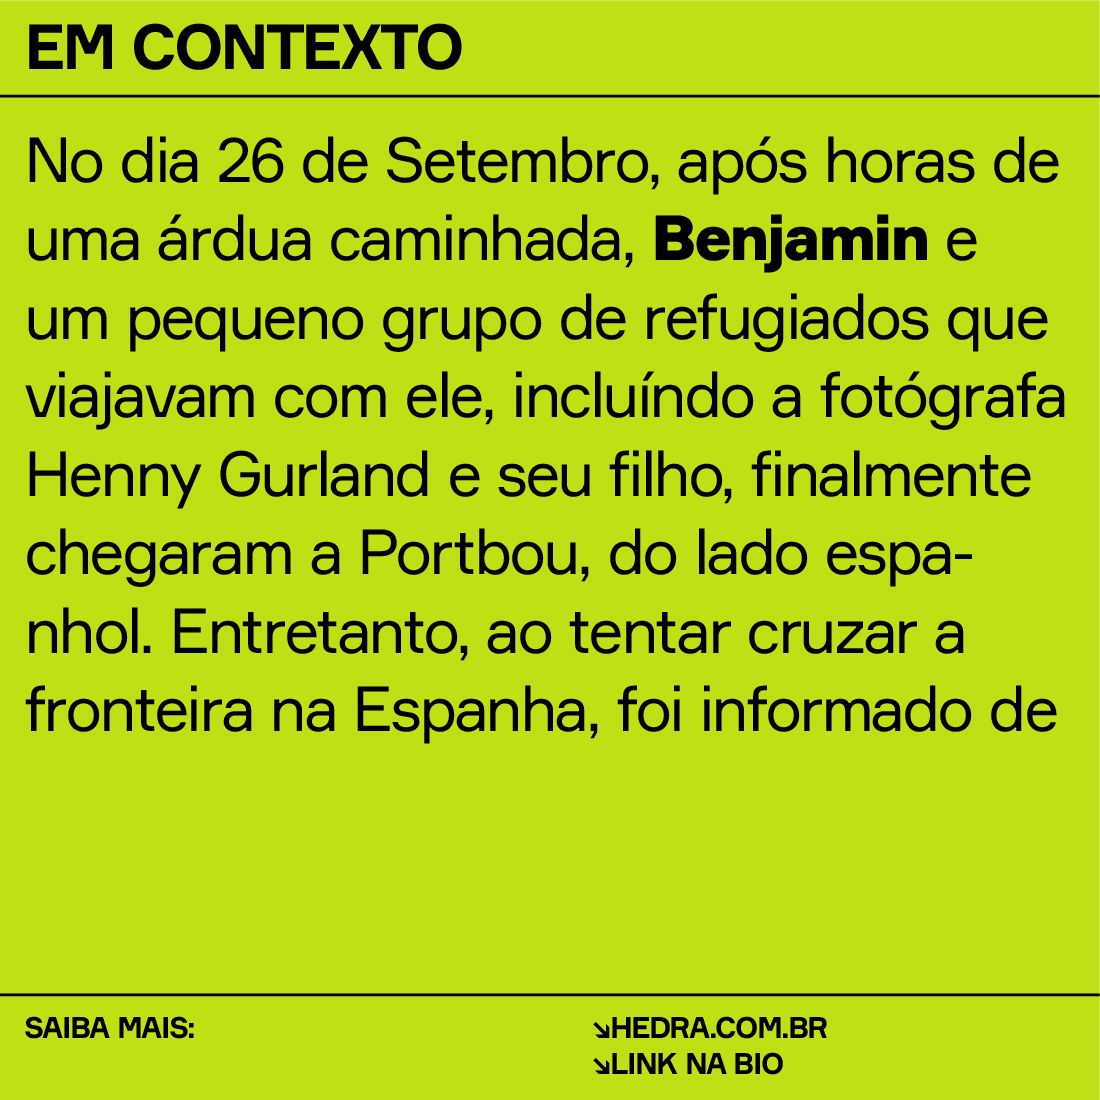 EM CONTEXTO
No dia 26 de Setembro, após horas de
uma árdua caminhada, Benjamin e
um pequeno grupo de refugiados que
viajavam com ele, incluíndo a fotógrafa
Henny Gurland e seu filho, finalmente
chegaram a Portbou, do lado espa-
nhol. Entretanto, ao tentar cruzar a
fronteira na Espanha, foi informado de
SAIBA MAIS:
↘HEDRA.COM.BR
↘LINK NA BIO